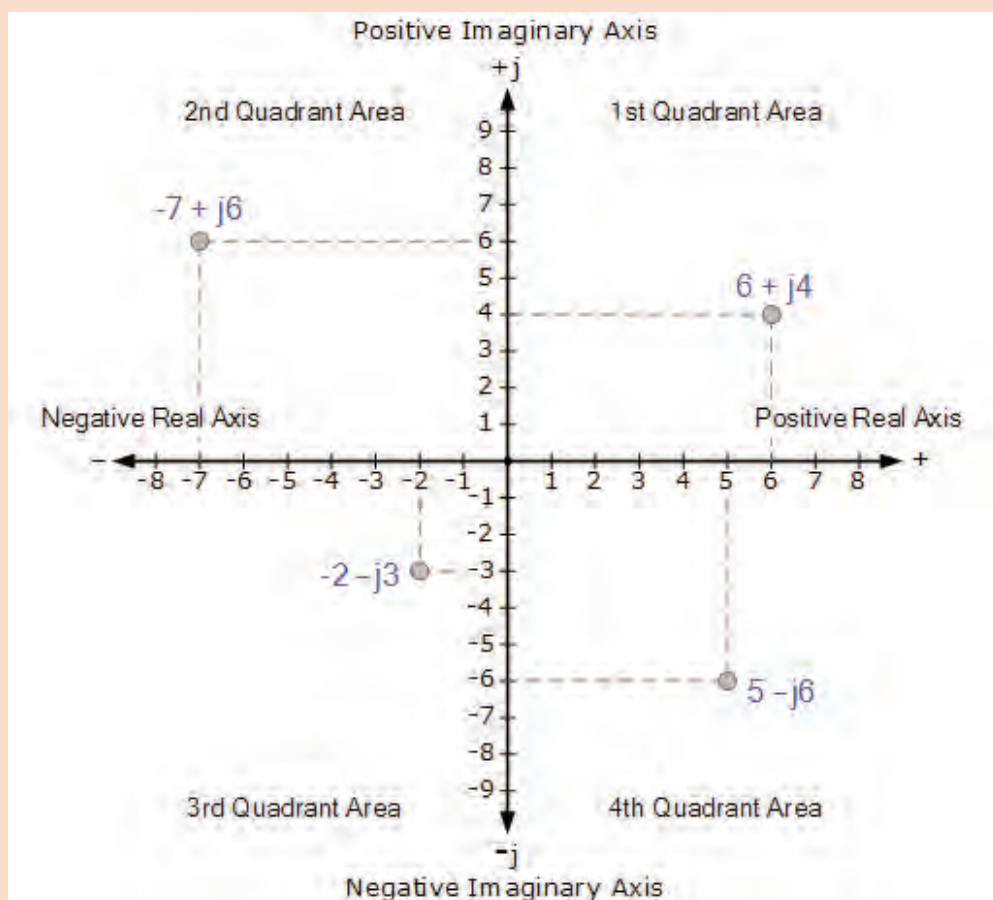 Positive Imaginary Axis
+j
2nd Quadrant Area
1st Quadrant Area
9
8
7
-7 + j6
6
5
6 + j4
4
3
2
Negative Real Axis
1
Positive Real Axis
- -8 -7 -6 -5 -4 -3 -2 -1 1 2 3 4 5 6 7 8 +
-1
-2
-2 –j3
-3
-4
-5
-6
5 –j6
-7
-8
-9
3rd Quadrant Area
4th Quadrant Area
-j
Negative Imaginary Axis